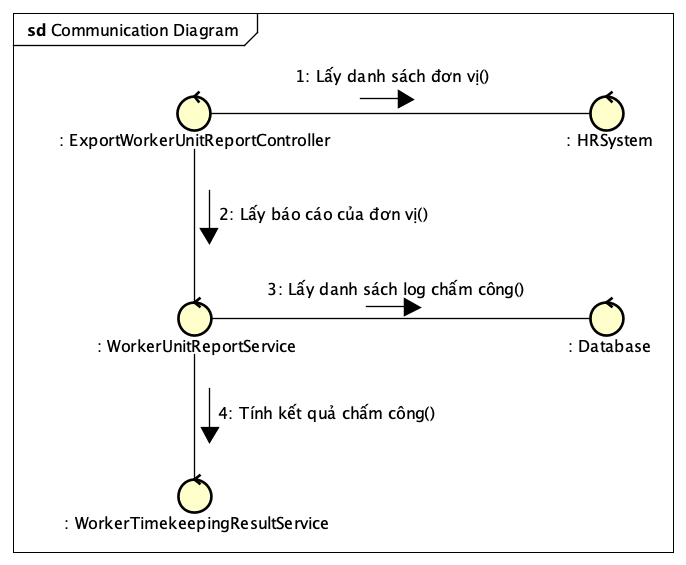 sd Communication Diagram
1: Lấy danh sách đơn vị()
: ExportWorkerUnitReportController
: HRSystem
2: Lấy báo cáo của đơn vị()
3: Lấy danh sách log chấm công()
: WorkerUnitReportService
: Database
4: Tính kết quả chấm công()
: WorkerTimekeepingResultService